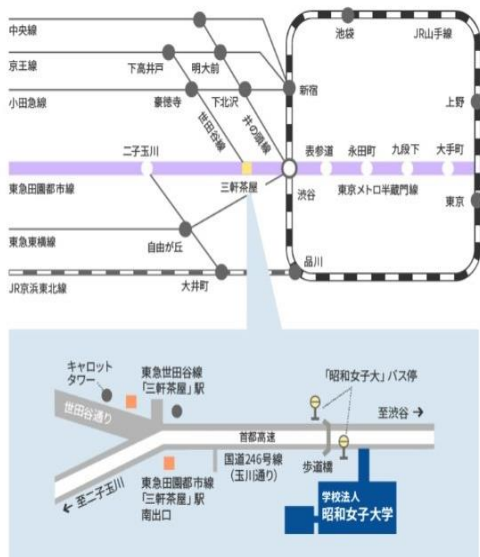 中央線
池袋
JR山手線
京王線
下高井戸
明大前
小田急線
豪徳寺
下北沢
新宿
上野
世田谷線
井の頭線
二子玉川
表参道
永田町
九段下
大手町
東急田園都市線
三軒茶屋
渋谷
東京メトロ半蔵門線
東京
東急東横線
自由が丘
品川
JR京浜東北線
大井町
キャロット
タワー
東急世田谷線
「三軒茶屋」駅
「昭和女子大」バス停
世田谷通り
至渋谷 →
首都高速
国道246号線
(玉川通り)
歩道橋
← 至二子玉川
東急田園都市線
「三軒茶屋」駅
南出口
学校法人
昭和女子大学